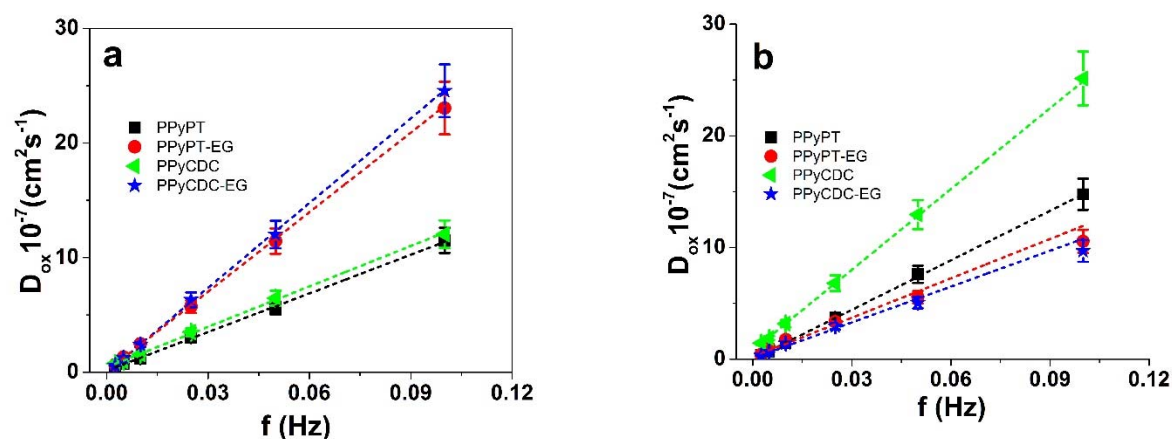 a
30
20
10
0
D_ox 10^-7 (cm^2 s^-1)
PPyPT
PPyPT-EG
PPyCDC
PPyCDC-EG
0.00 0.03 0.06 0.09 0.12
f (Hz)
b
30
20
10
0
D_ox 10^-7 (cm^2 s^-1)
PPyPT
PPyPT-EG
PPyCDC
PPyCDC-EG
0.00 0.03 0.06 0.09 0.12
f (Hz)